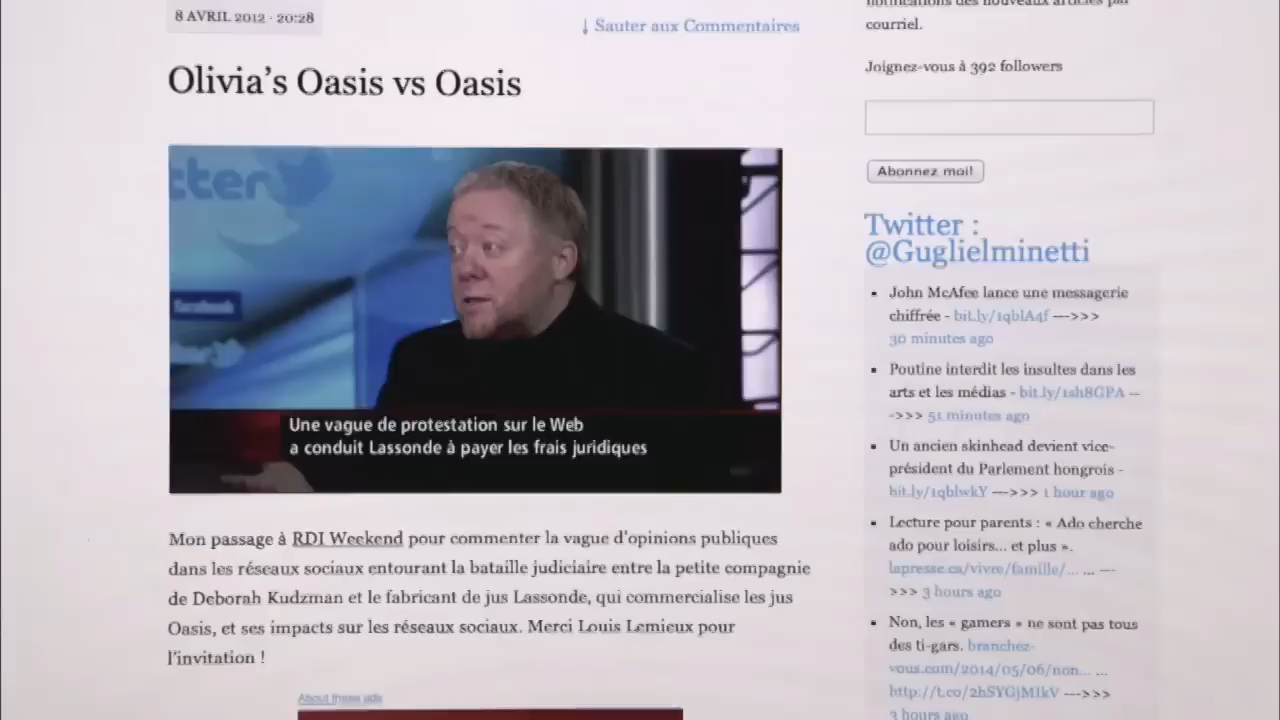 notifications des nouveaux articles par
8 AVRIL 2012 · 20:28
↓ Sauter aux Commentaires
courriel.
Olivia's Oasis vs Oasis
Joignez-vous à 392 followers
Abonnez moi!
tter
facebook
Une vague de protestation sur le Web
a conduit Lassonde à payer les frais juridiques
Mon passage à RDI Weekend pour commenter la vague d'opinions publiques
dans les réseaux sociaux entourant la bataille judiciaire entre la petite compagnie
de Deborah Kudzman et le fabricant de jus Lassonde, qui commercialise les jus
Oasis, et ses impacts sur les réseaux sociaux. Merci Louis Lemieux pour
l'invitation !
About these ads
Twitter :
@Guglielminetti
John McAfee lance une messagerie
chiffrée - bit.ly/1qblA4f --->>>
30 minutes ago
Poutine interdit les insultes dans les
arts et les médias - bit.ly/1sh8GPA --
->>> 51 minutes ago
Un ancien skinhead devient vice-
président du Parlement hongrois -
bit.ly/1qblwkY --->>> 1 hour ago
Lecture pour parents : « Ado cherche
ado pour loisirs... et plus ».
lapresse.ca/vivre/famille/... ... ---
>>> 3 hours ago
Non, les « gamers » ne sont pas tous
des ti-gars. branchez-
vous.com/2014/05/06/non... ...
http://t.co/2hSYGjMIkV --->>>
3 hours ago